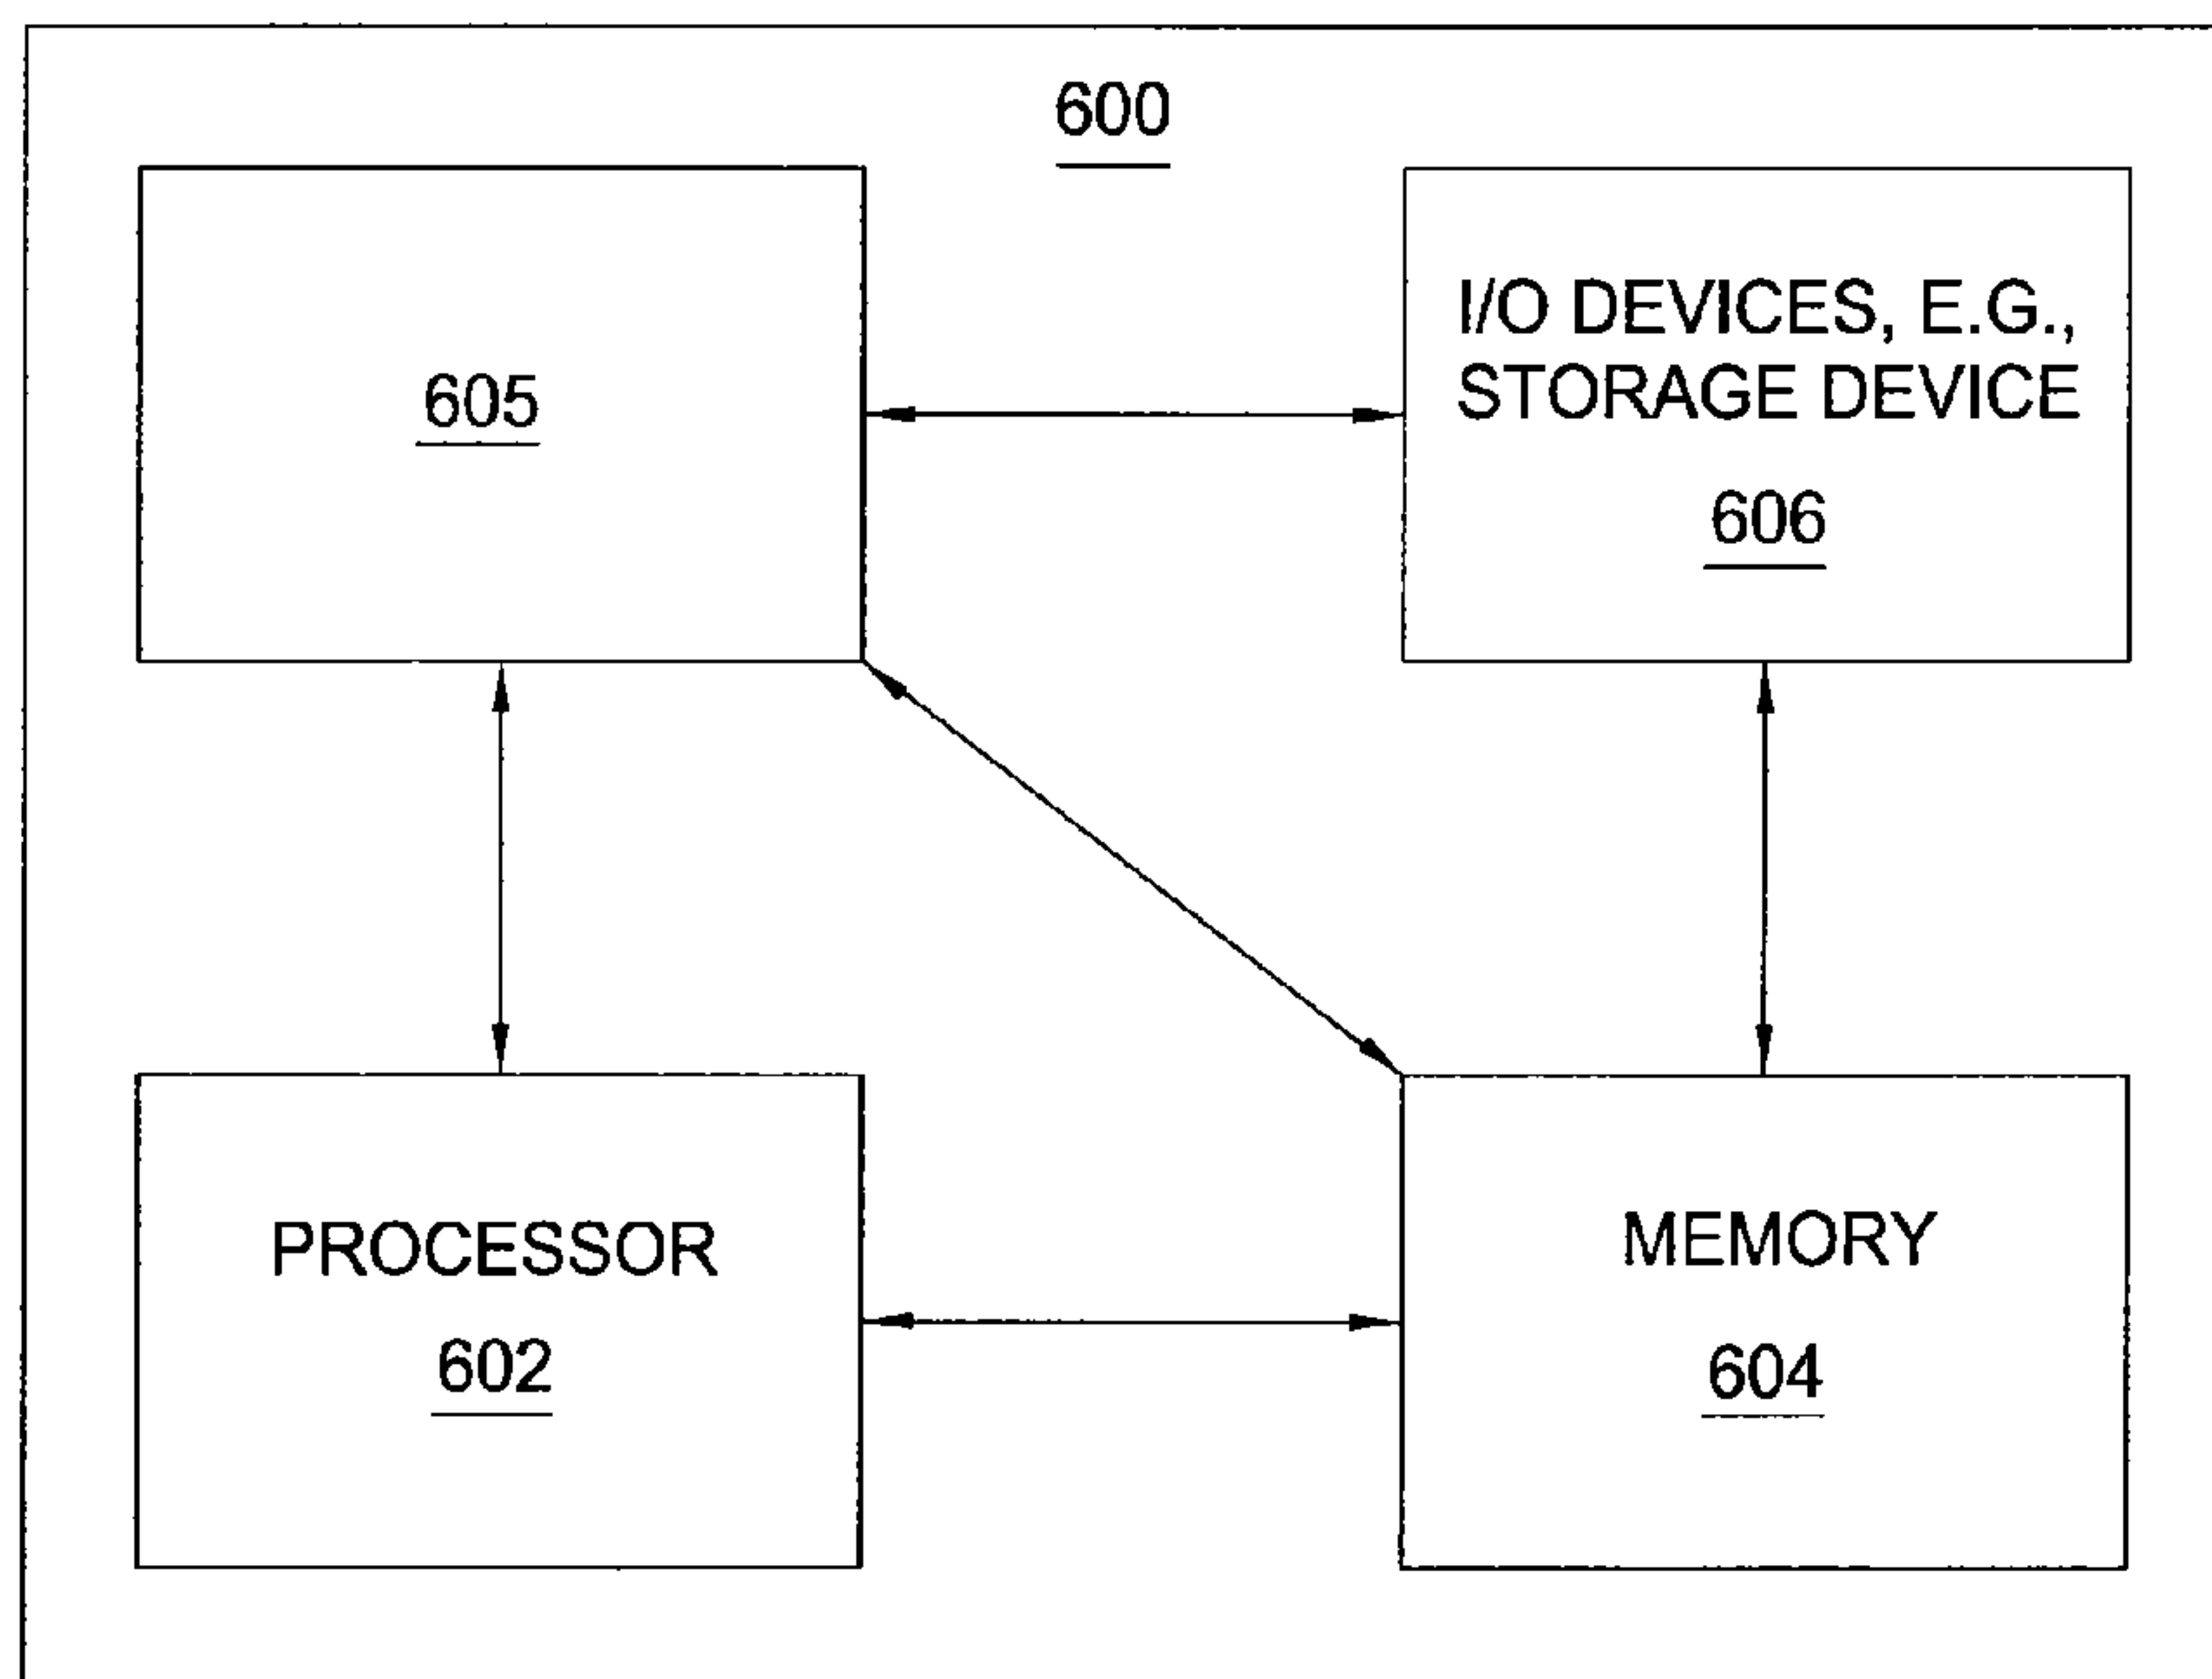 600
605
I/O DEVICES, E.G.,
STORAGE DEVICE
606
PROCESSOR
602
MEMORY
604